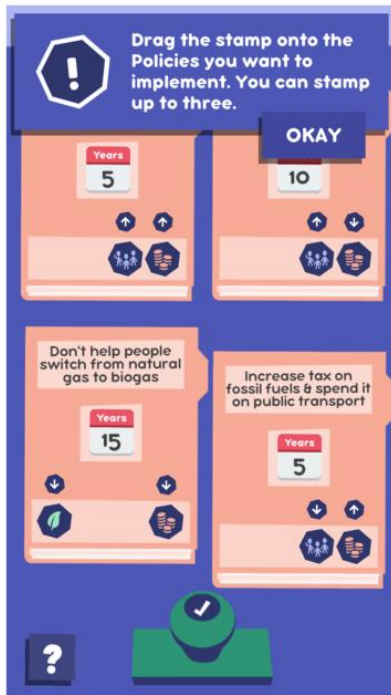 !
Drag the stamp onto the
Policies you want to
implement. You can stamp
up to three.
OKAY
Years
5
10
Don't help people
switch from natural
gas to biogas
Years
15
Increase tax on
fossil fuels & spend it
on public transport
Years
5
?